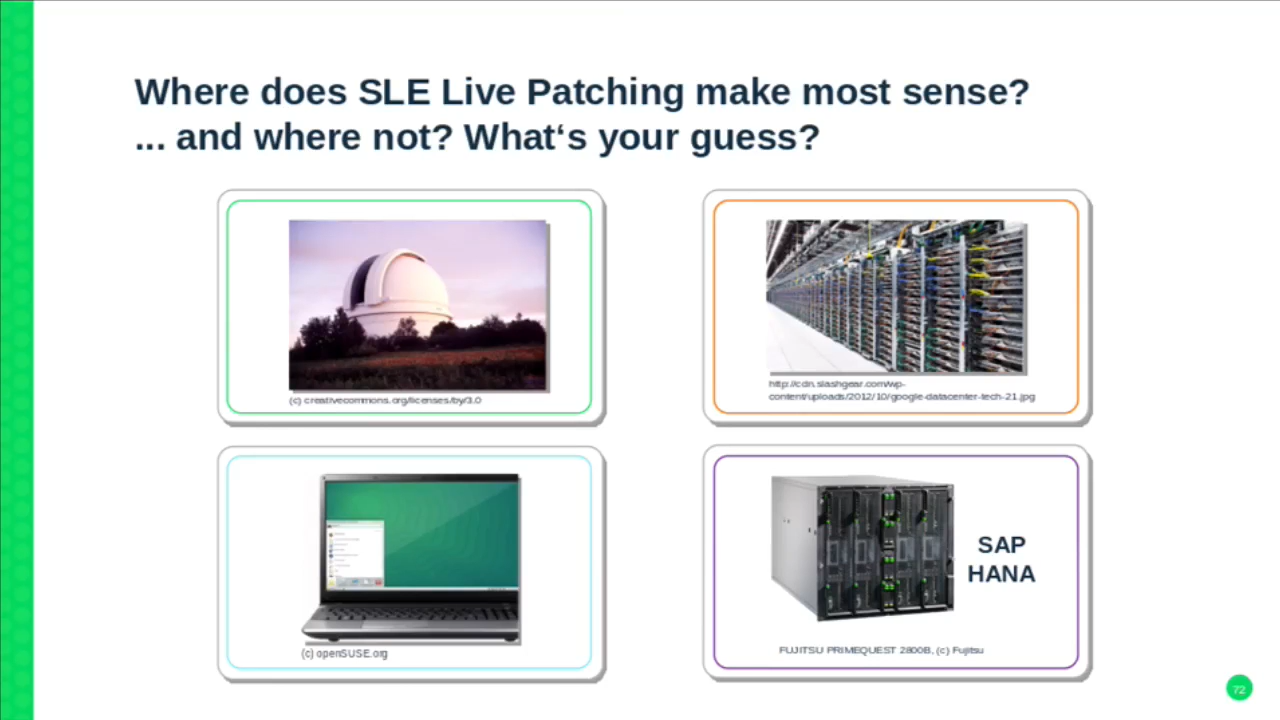 Where does SLE Live Patching make most sense?
... and where not? What‘s your guess?
(c) creativecommons.org/licenses/by/3.0
http://cdn.slashgear.com/wp-
content/uploads/2012/10/google-datacenter-tech-21.jpg
(c) openSUSE.org
SAP
HANA
FUJITSU PRIMEQUEST 2800B, (c) Fujitsu
72